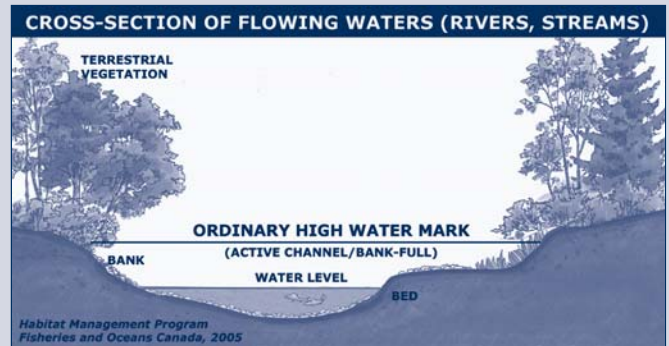 CROSS-SECTION OF FLOWING WATERS (RIVERS, STREAMS)
TERRESTRIAL
VEGETATION
ORDINARY HIGH WATER MARK
(ACTIVE CHANNEL/BANK-FULL)
BANK
WATER LEVEL
BED
Habitat Management Program
Fisheries and Oceans Canada, 2005